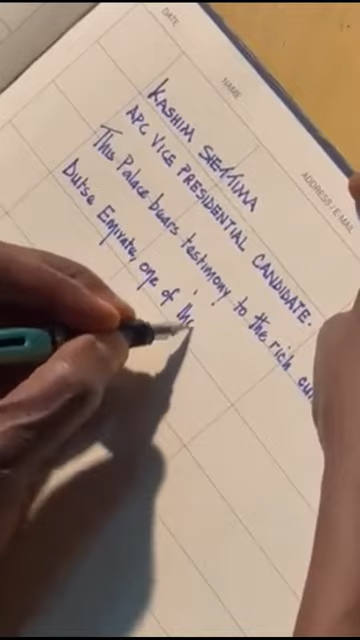 DATE
NAME
ADDRESS / E-MAIL
KASHIM SHETTIMA
APC VICE PRESIDENTIAL CANDIDATE.
This Palace bears testimony to the rich cul
Dutse Emirate, one of the